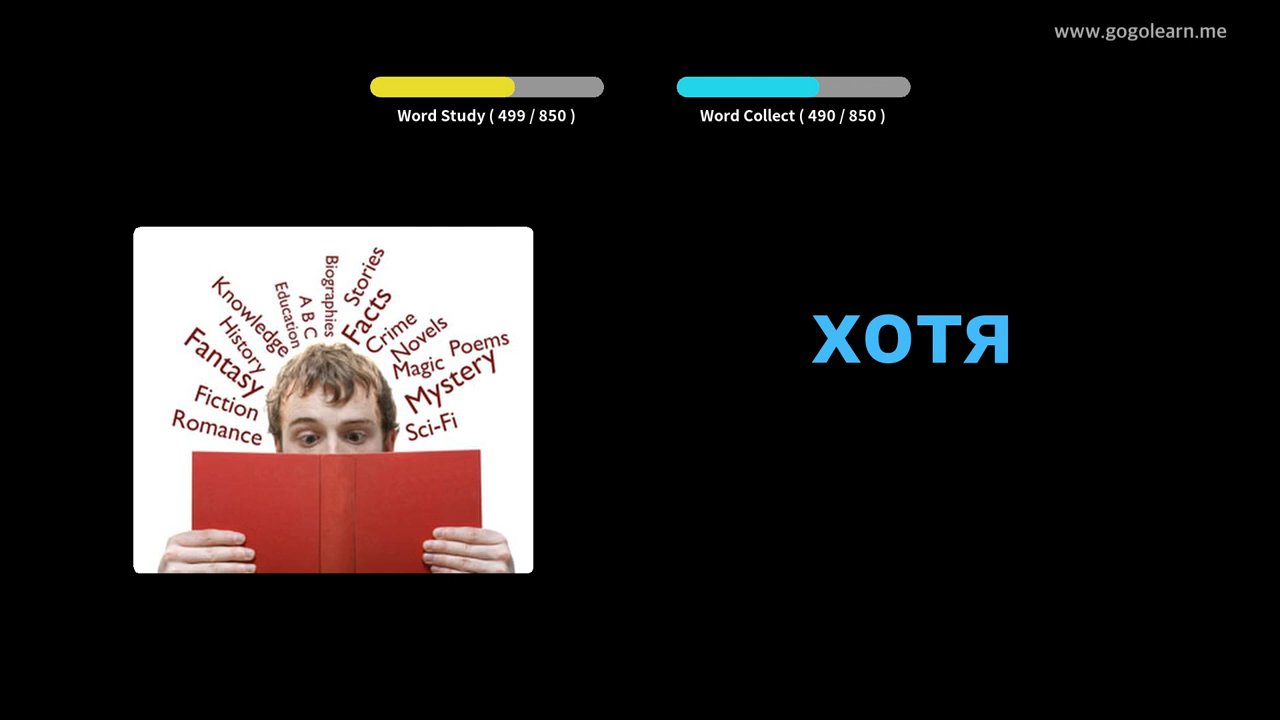 www.gogolearn.me
Word Study ( 499 / 850 )
Word Collect ( 490 / 850 )
Biographies
Stories
Education
A B C
Facts
Knowledge
Crime
History
Novels
Fantasy
Magic
Poems
Mystery
Fiction
Romance
Sci-Fi
хотя